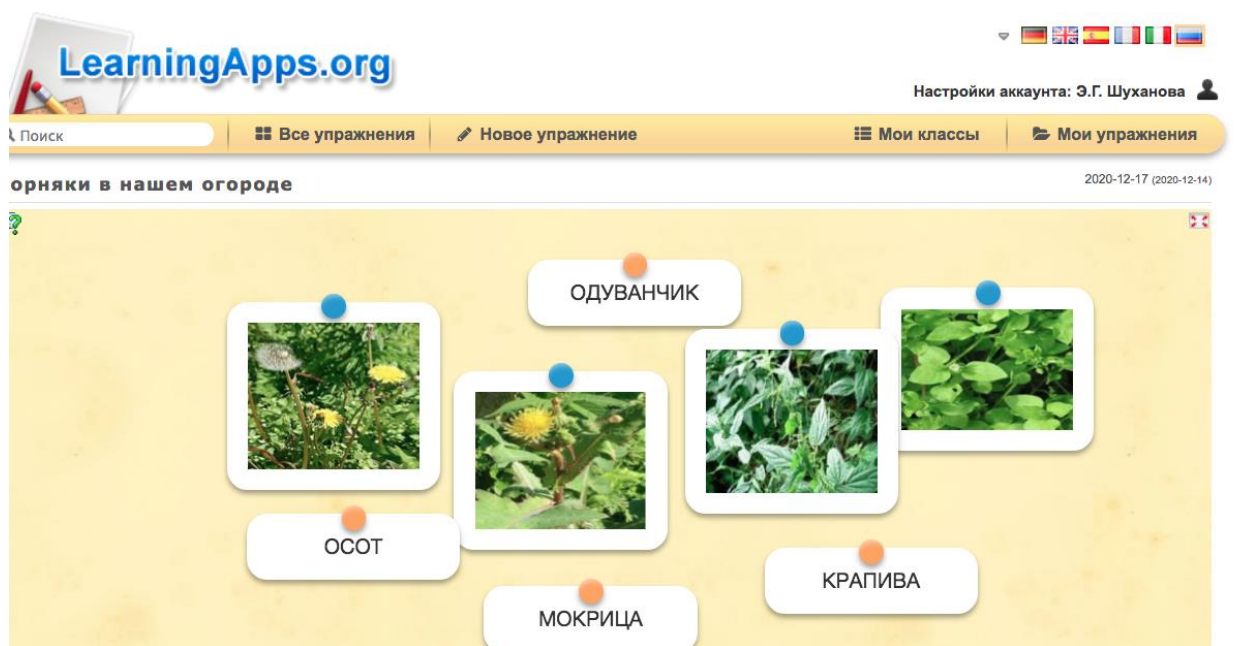 LearningApps.org
Настройки аккаунта: Э.Г. Шуханова
Поиск
Все упражнения
Новое упражнение
Мои классы
Мои упражнения
орняки в нашем огороде
2020-12-17 (2020-12-14)
ОДУВАНЧИК
ОСОТ
КРАПИВА
МОКРИЦА